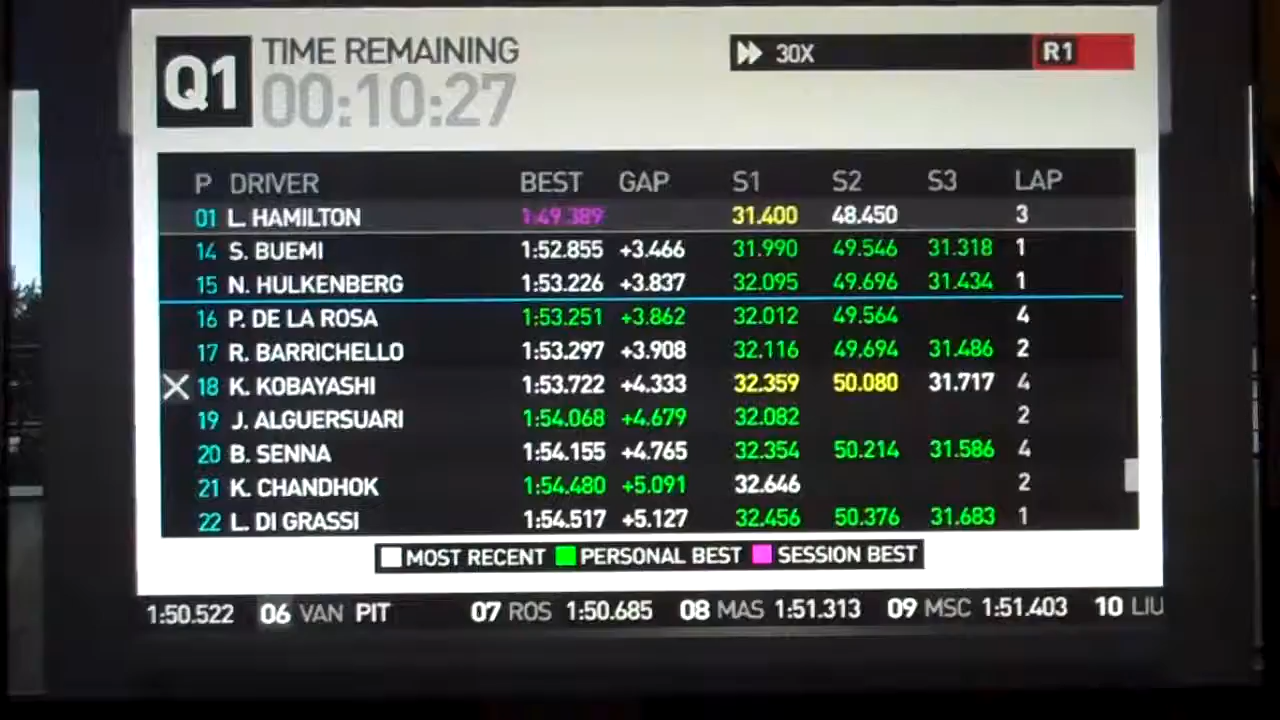 Q1 TIME REMAINING
00:10:27
30X R1
P DRIVER BEST GAP S1 S2 S3 LAP
01 L. HAMILTON 1:49.389 31.400 48.450 3
14 S. BUEMI 1:52.855 +3.466 31.990 49.546 31.318 1
15 N. HULKENBERG 1:53.226 +3.837 32.095 49.696 31.434 1
16 P. DE LA ROSA 1:53.251 +3.862 32.012 49.564 4
17 R. BARRICHELLO 1:53.297 +3.908 32.116 49.694 31.486 2
18 K. KOBAYASHI 1:53.722 +4.333 32.359 50.080 31.717 4
19 J. ALGUERSUARI 1:54.068 +4.679 32.082 2
20 B. SENNA 1:54.155 +4.765 32.354 50.214 31.586 4
21 K. CHANDHOK 1:54.480 +5.091 32.646 2
22 L. DI GRASSI 1:54.517 +5.127 32.456 50.376 31.683 1
MOST RECENT PERSONAL BEST SESSION BEST
1:50.522 06 VAN PIT 07 ROS 1:50.685 08 MAS 1:51.313 09 MSC 1:51.403 10 LIU